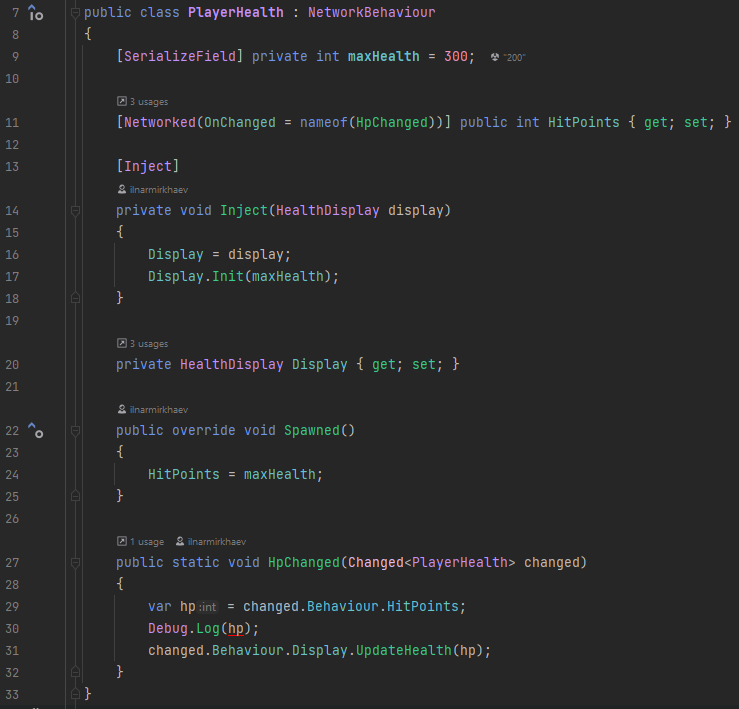 7 public class PlayerHealth : NetworkBehaviour
8 {
9 [SerializeField] private int maxHealth = 300; "200"
10
3 usages
11 [Networked(OnChanged = nameof(HpChanged))] public int HitPoints { get; set; }
12
13 [Inject]
ilnarmirkhaev
14 private void Inject(HealthDisplay display)
15 {
16 Display = display;
17 Display.Init(maxHealth);
18 }
19
3 usages
20 private HealthDisplay Display { get; set; }
21
ilnarmirkhaev
22 public override void Spawned()
23 {
24 HitPoints = maxHealth;
25 }
26
1 usage ilnarmirkhaev
27 public static void HpChanged(Changed<PlayerHealth> changed)
28 {
29 var hp :int = changed.Behaviour.HitPoints;
30 Debug.Log(hp);
31 changed.Behaviour.Display.UpdateHealth(hp);
32 }
33 }